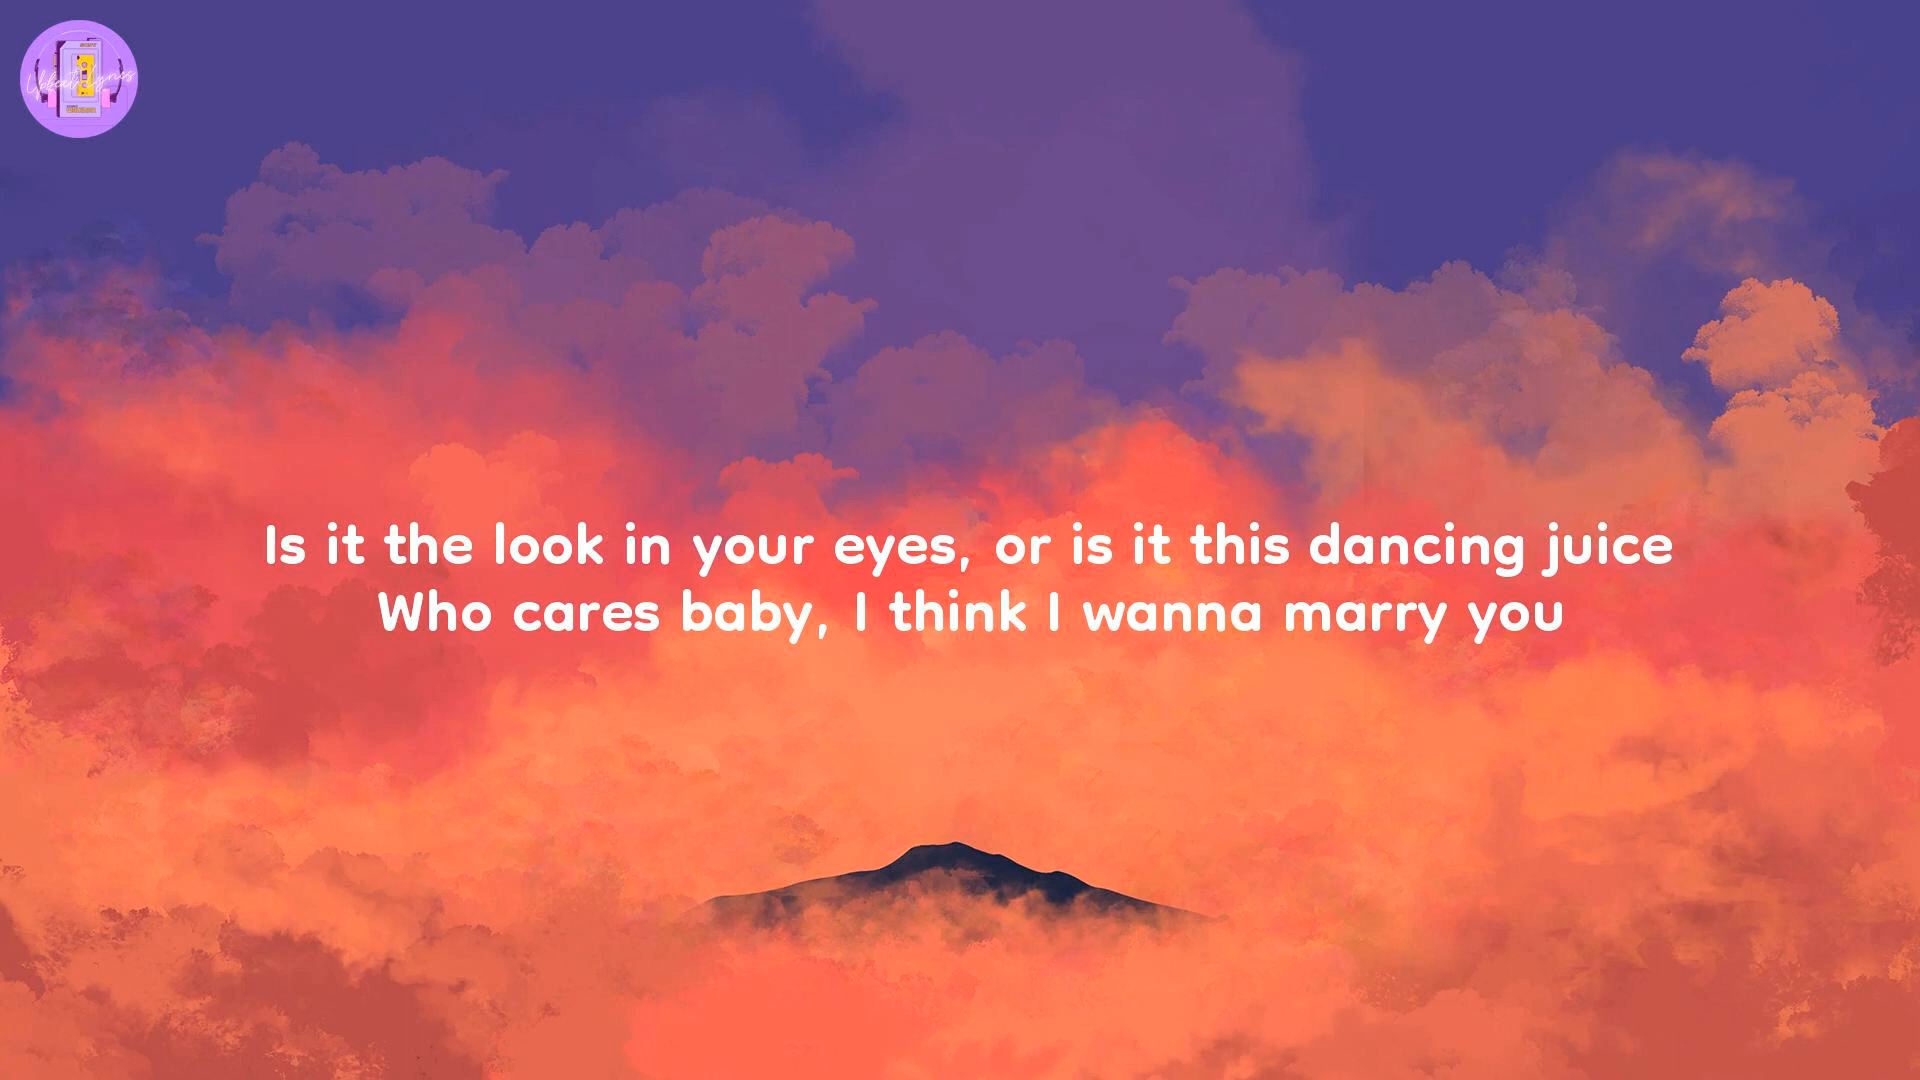 Is it the look in your eyes, or is it this dancing juice
Who cares baby, I think I wanna marry you